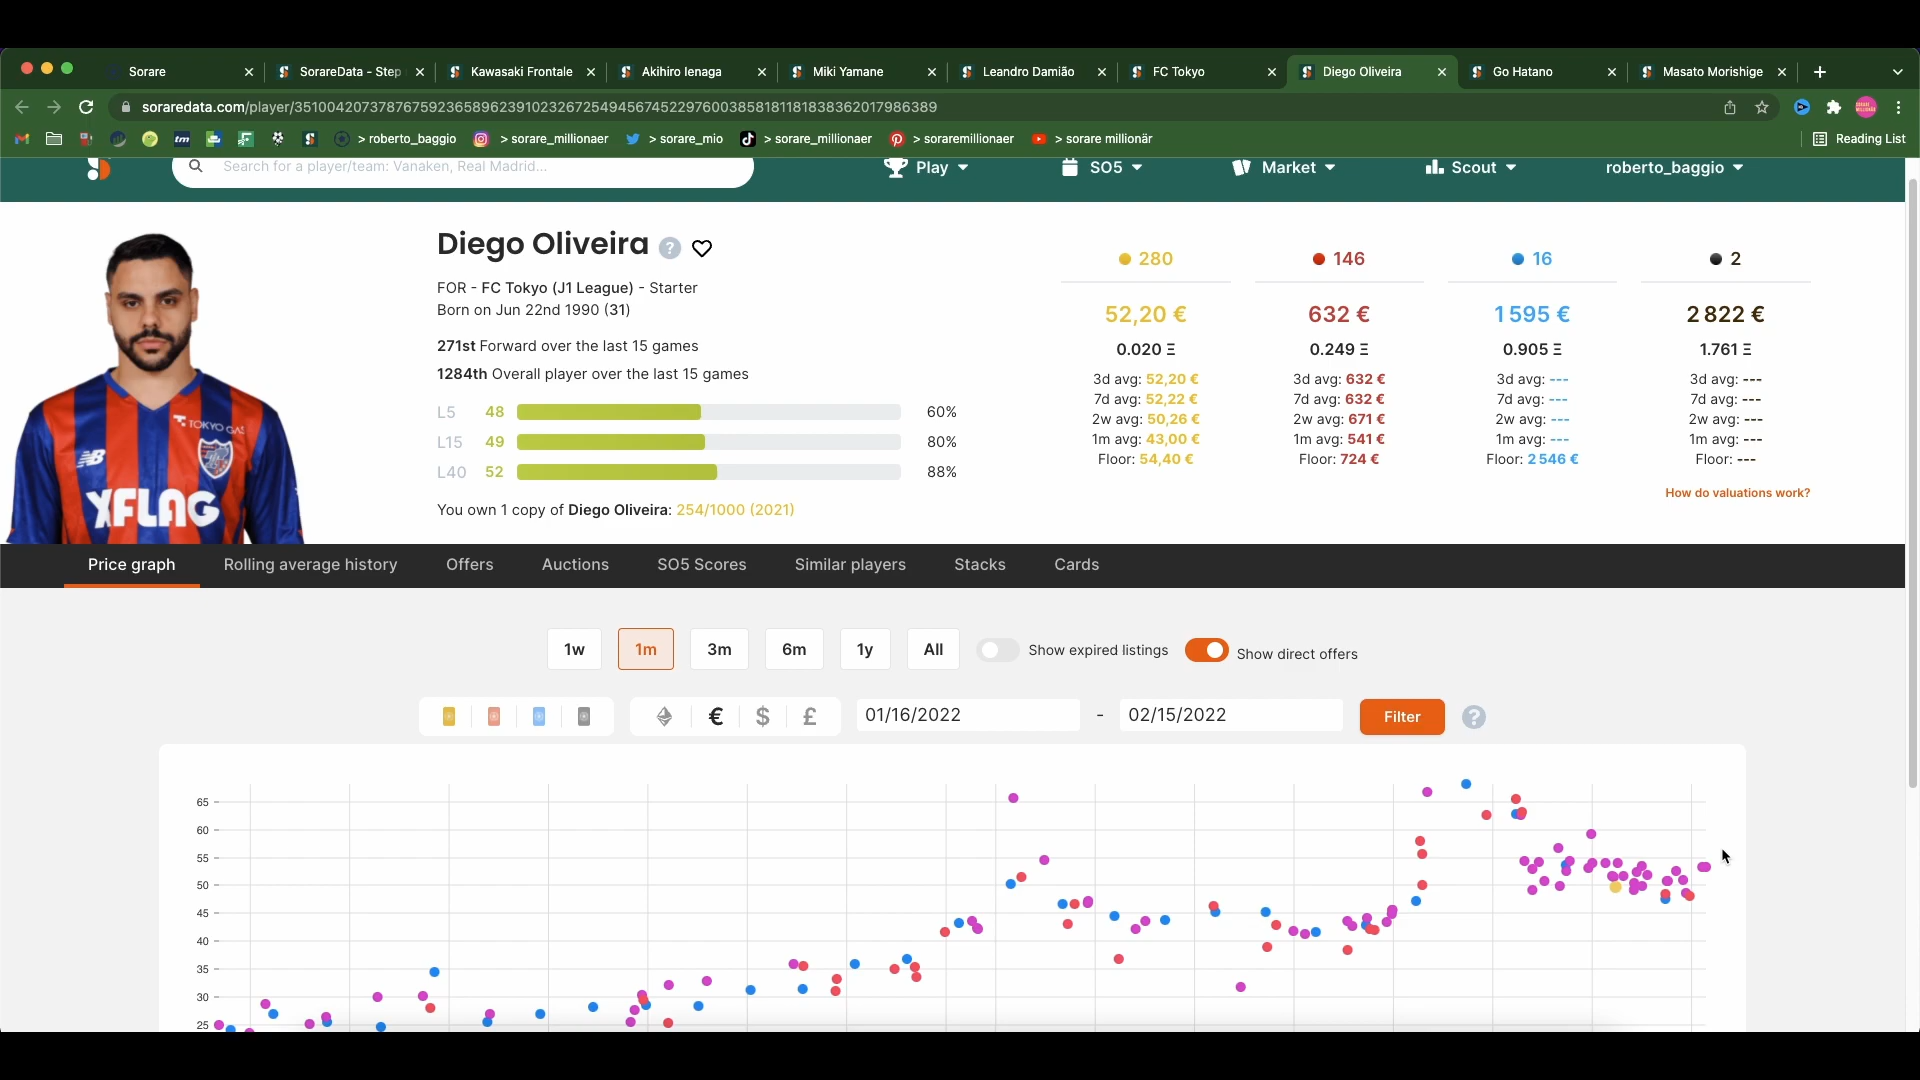 Sorare
SorareData - Step
Kawasaki Frontale
Akihiro Ienaga
Miki Yamane
Leandro Damião
FC Tokyo
Diego Oliveira
Go Hatano
Masato Morishige
soraredata.com/player/35100420737876759236589623910232672549456745229760038581811818383620179863​89
> roberto_baggio
> sorare_millionaer
> sorare_mio
> sorare_millionaer
> soraremillionaer
> sorare millionär
Reading List
Search for a player/team: Vanaken, Real Madrid...
Play
SO5
Market
Scout
roberto_baggio
Diego Oliveira ?
FOR - FC Tokyo (J1 League) - Starter
Born on Jun 22nd 1990 (31)
271st Forward over the last 15 games
1284th Overall player over the last 15 games
L5 48 60%
L15 49 80%
L40 52 88%
You own 1 copy of Diego Oliveira: 254/1000 (2021)
280
52,20 €
0.020 Ξ
3d avg: 52,20 €
7d avg: 52,22 €
2w avg: 50,26 €
1m avg: 43,00 €
Floor: 54,40 €
146
632 €
0.249 Ξ
3d avg: 632 €
7d avg: 632 €
2w avg: 671 €
1m avg: 541 €
Floor: 724 €
16
1 595 €
0.905 Ξ
3d avg: ---
7d avg: ---
2w avg: ---
1m avg: ---
Floor: 2 546 €
2
2 822 €
1.761 Ξ
3d avg: ---
7d avg: ---
2w avg: ---
1m avg: ---
Floor: ---
How do valuations work?
TOKYO GAS
XFLAG
Price graph
Rolling average history
Offers
Auctions
SO5 Scores
Similar players
Stacks
Cards
1w
1m
3m
6m
1y
All
Show expired listings
Show direct offers
€ $ £
01/16/2022 - 02/15/2022
Filter
?
65
60
55
50
45
40
35
30
25